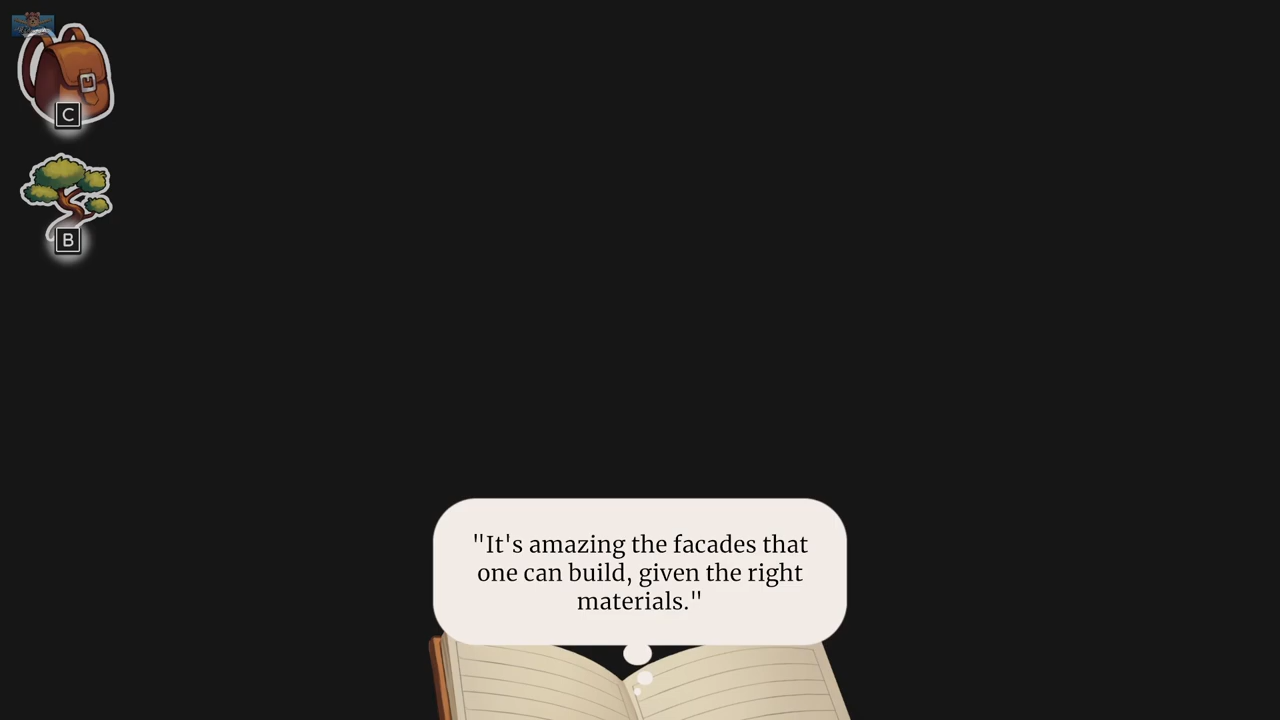 C
B
"It's amazing the facades that
one can build, given the right
materials."